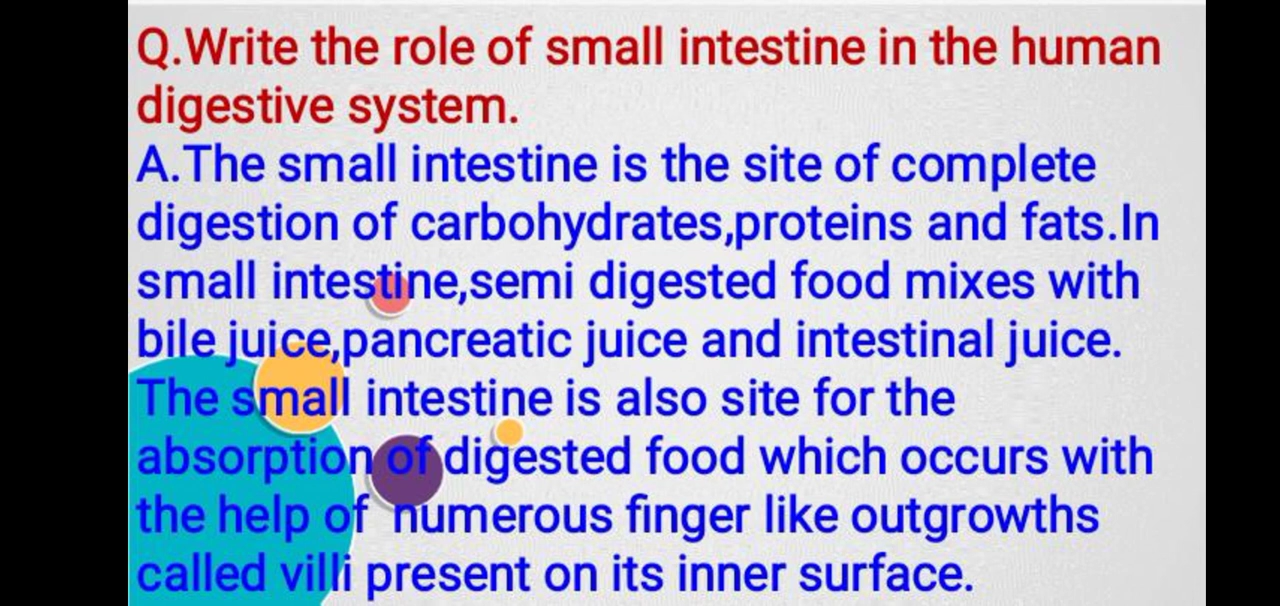 Q.Write the role of small intestine in the human
digestive system.
A.The small intestine is the site of complete
digestion of carbohydrates,proteins and fats.In
small intestine,semi digested food mixes with
bile juice,pancreatic juice and intestinal juice.
The small intestine is also site for the
absorption of digested food which occurs with
the help of  numerous finger like outgrowths
called villi present on its inner surface.